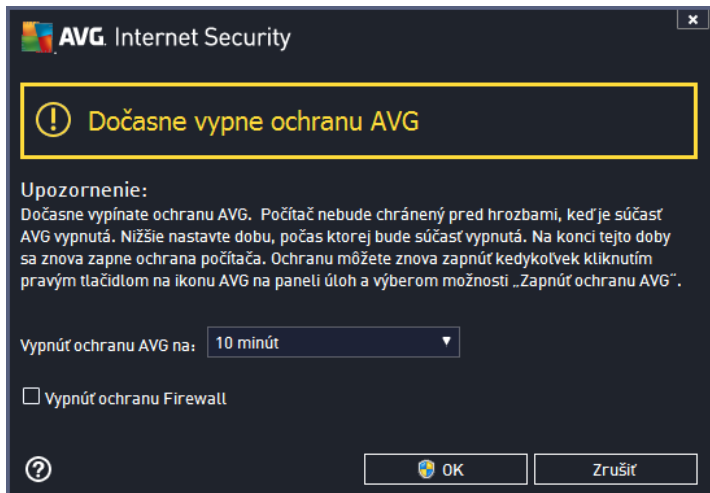 AVG. Internet Security
Dočasne vypne ochranu AVG
Upozornenie:
Dočasne vypínate ochranu AVG. Počítač nebude chránený pred hrozbami, keď je súčasť
AVG vypnutá. Nižšie nastavte dobu, počas ktorej bude súčasť vypnutá. Na konci tejto doby
sa znova zapne ochrana počítača. Ochranu môžete znova zapnúť kedykoľvek kliknutím
pravým tlačidlom na ikonu AVG na paneli úloh a výberom možnosti „Zapnúť ochranu AVG“.
Vypnúť ochranu AVG na: 10 minút
Vypnúť ochranu Firewall
OK Zrušiť